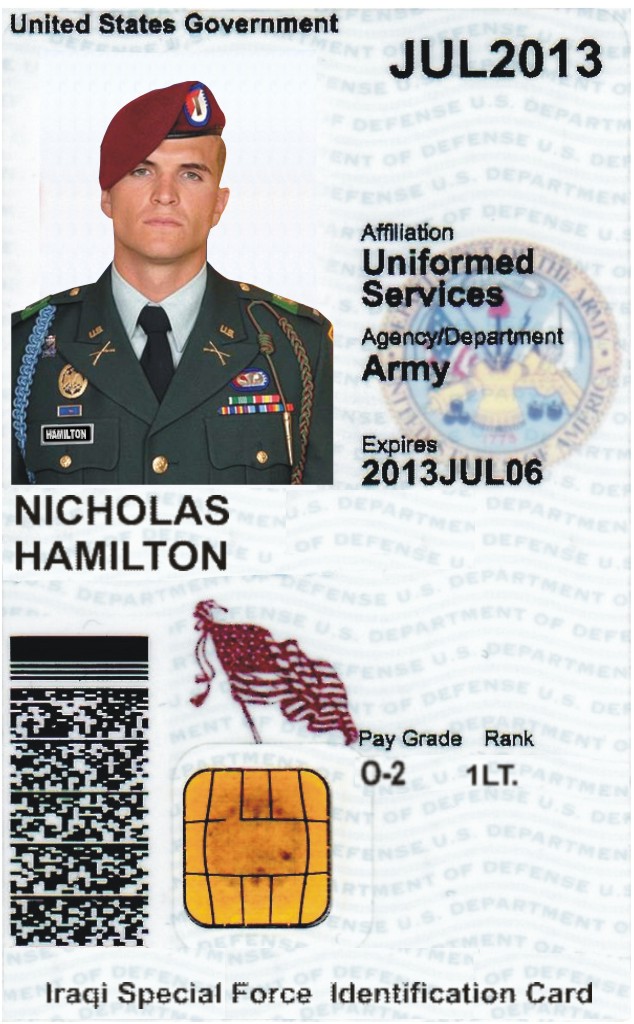 United States Government
JUL2013
Affiliation
Uniformed
Services
Agency/Department
Army
Expires
2013JUL06
U.S.
U.S.
HAMILTON
NICHOLAS
HAMILTON
Pay Grade Rank
O-2 1LT.
Iraqi Special Force Identification Card